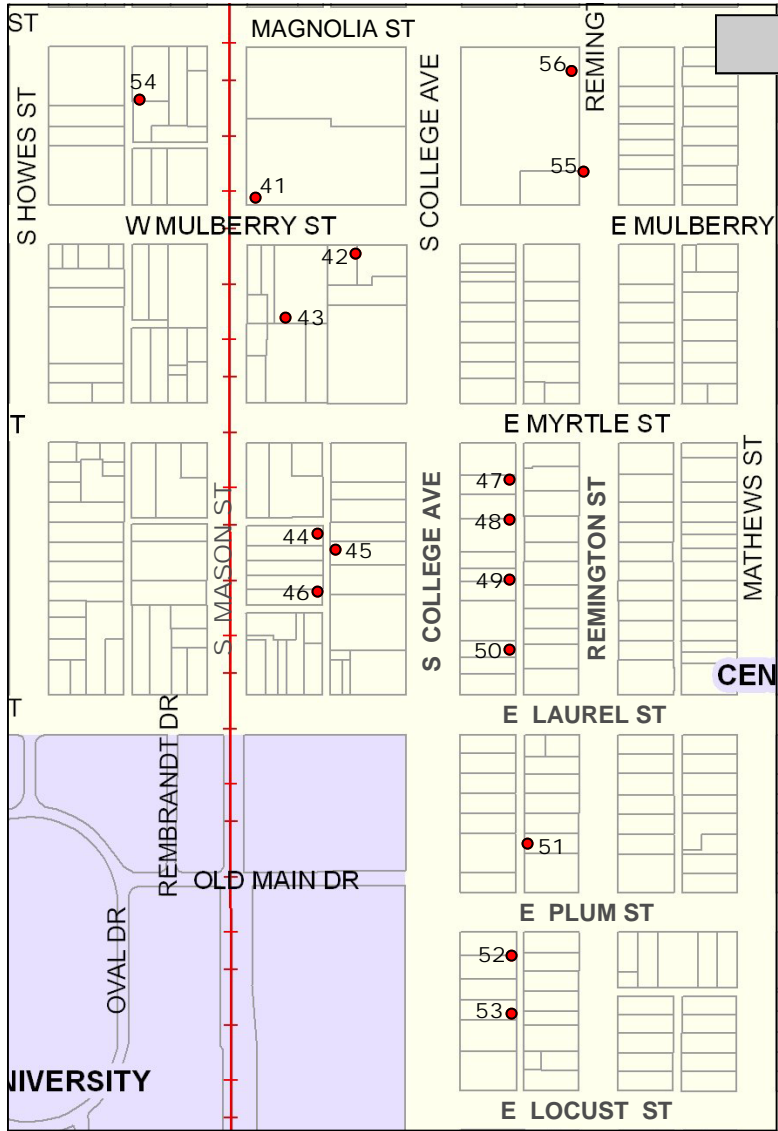 ST
MAGNOLIA ST
REMING
54
56
S HOWES ST
S COLLEGE AVE
55
41
W MULBERRY ST
E MULBERRY
42
43
T
E MYRTLE ST
47
S MASON ST
S COLLEGE AVE
REMINGTON ST
MATHEWS ST
48
44
45
49
46
50
CEN
T
E LAUREL ST
REMBRANDT DR
51
OLD MAIN DR
E PLUM ST
OVAL DR
52
53
NIVERSITY
E LOCUST ST